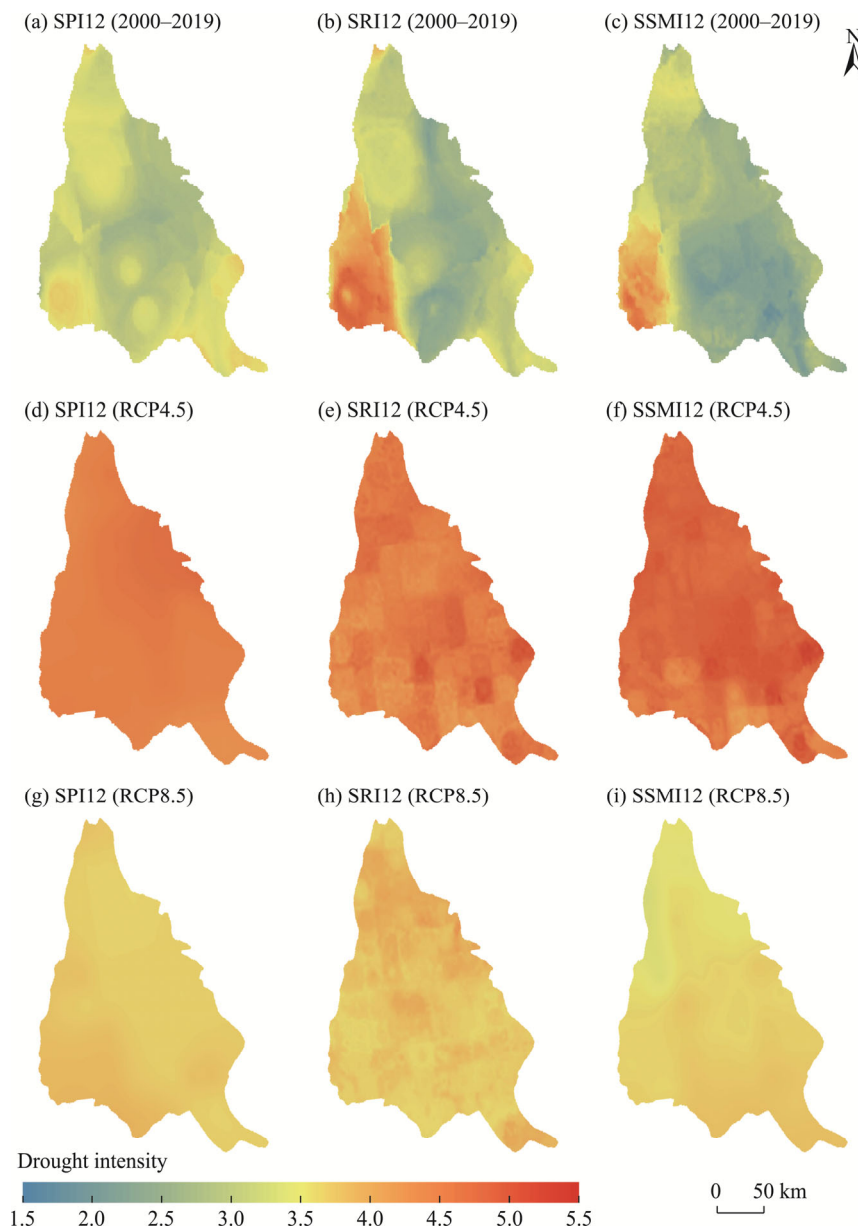 (a) SPI12 (2000–2019)
(b) SRI12 (2000–2019)
(c) SSMI12 (2000–2019)
N
(d) SPI12 (RCP4.5)
(e) SRI12 (RCP4.5)
(f) SSMI12 (RCP4.5)
(g) SPI12 (RCP8.5)
(h) SRI12 (RCP8.5)
(i) SSMI12 (RCP8.5)
Drought intensity
1.5 2.0 2.5 3.0 3.5 4.0 4.5 5.0 5.5
0 50 km